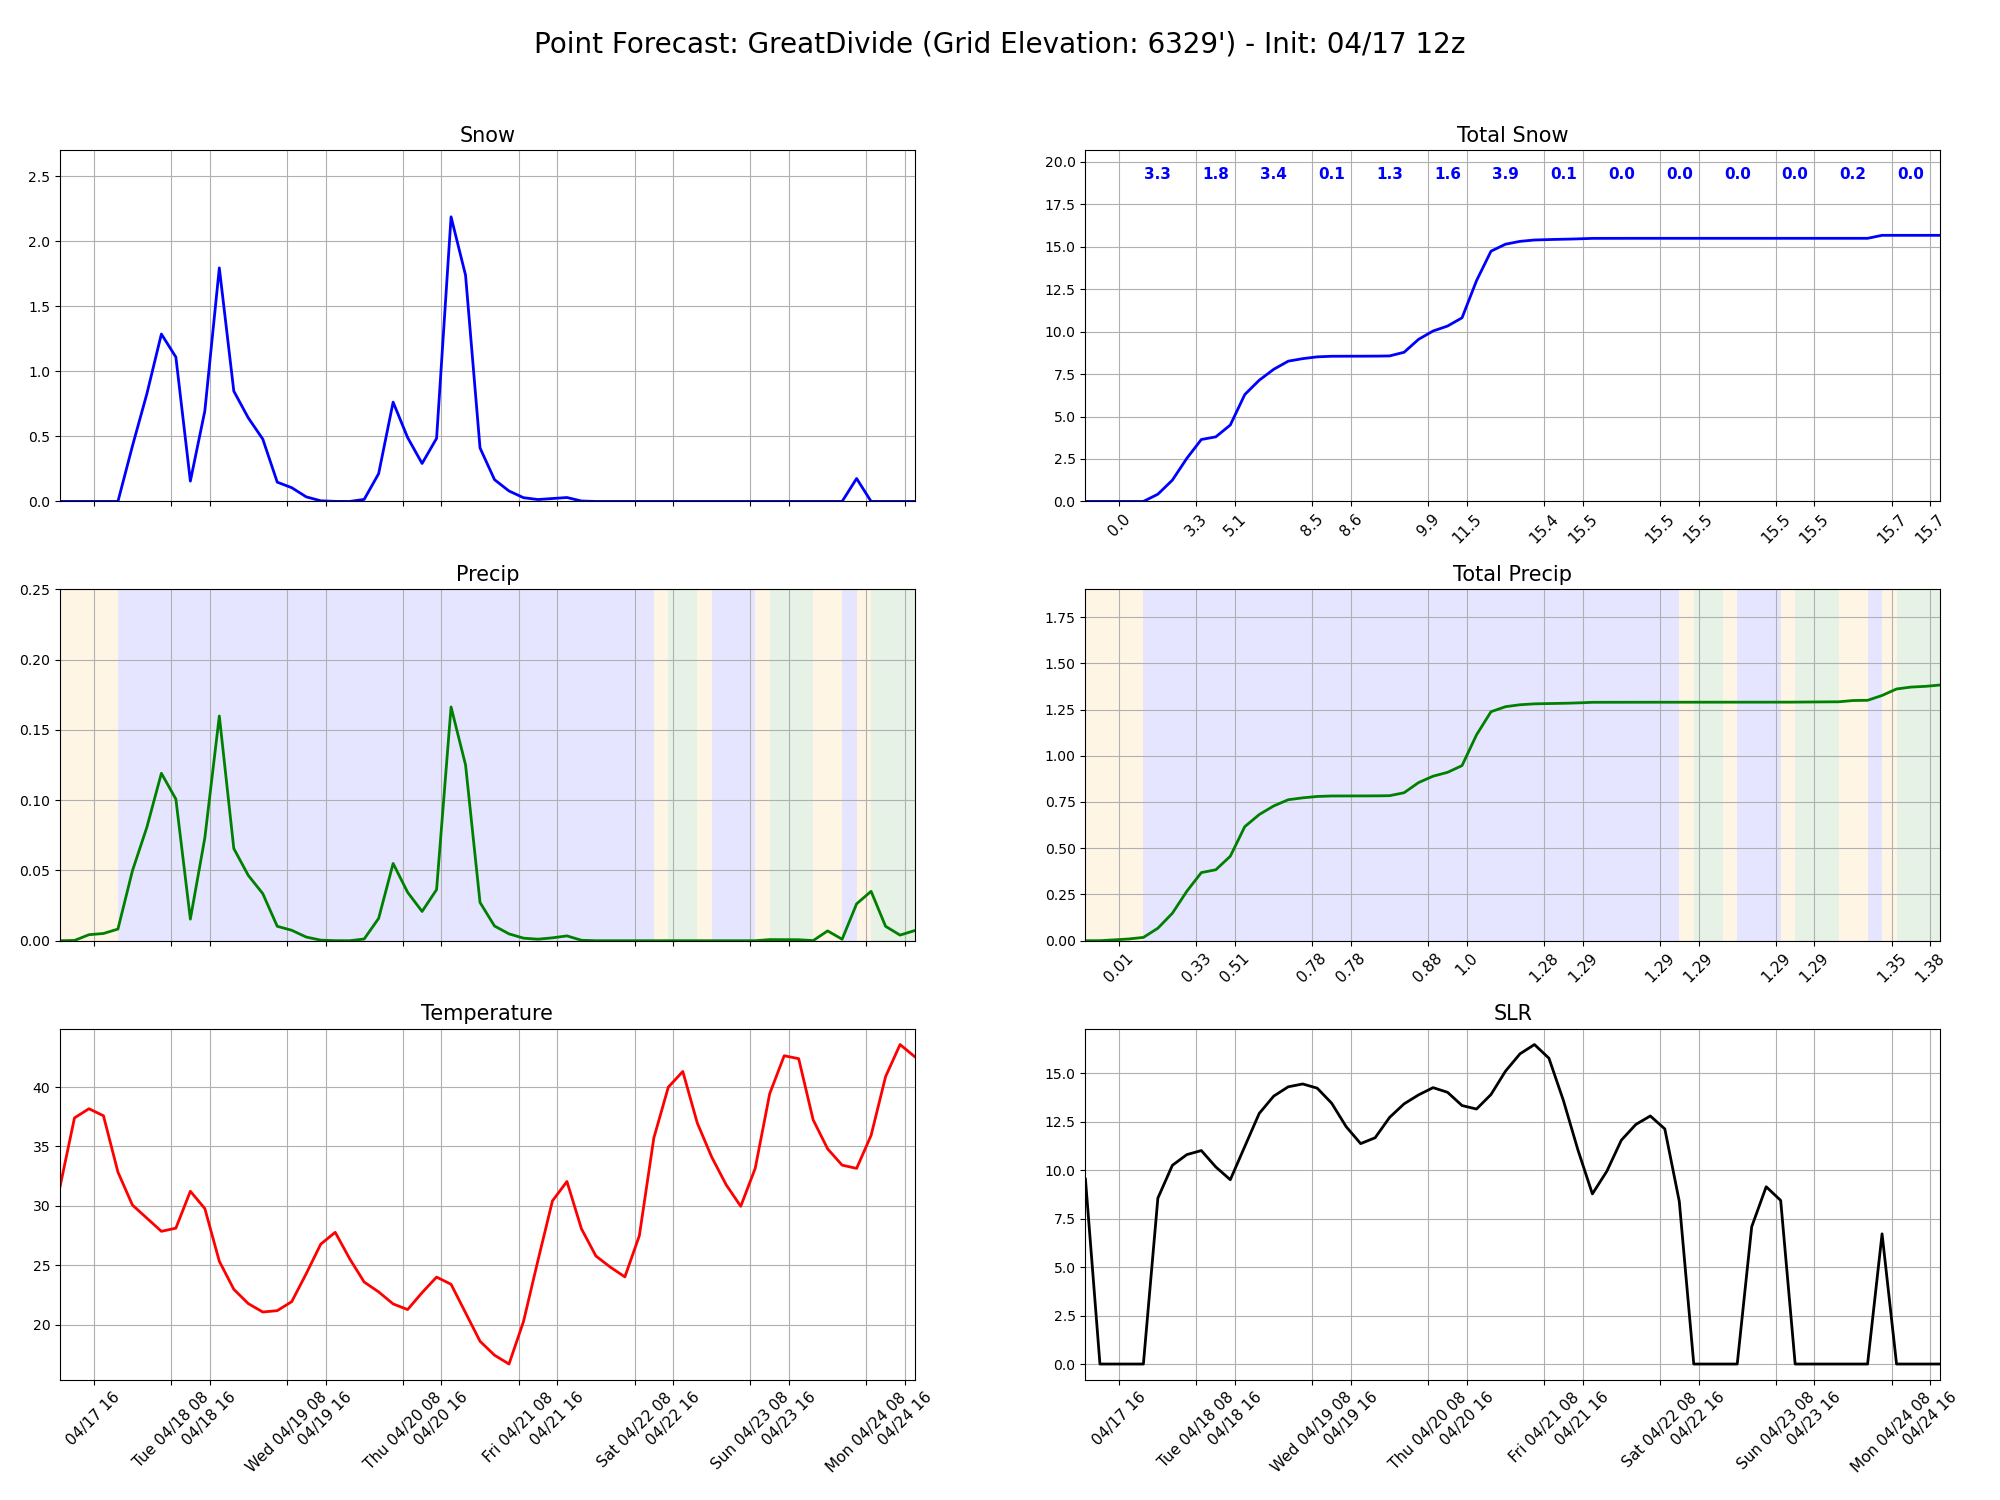 Point Forecast: GreatDivide (Grid Elevation: 6329') - Init: 04/17 12z
Snow
2.5
2.0
1.5
1.0
0.5
0.0
Total Snow
20.0
17.5
15.0
12.5
10.0
7.5
5.0
2.5
0.0
3.3 1.8 3.4 0.1 1.3 1.6 3.9 0.1 0.0 0.0 0.0 0.0 0.2 0.0
0.0 3.3 5.1 8.5 8.6 9.9 11.5 15.4 15.5 15.5 15.5 15.5 15.5 15.7 15.7
Precip
0.25
0.20
0.15
0.10
0.05
0.00
Total Precip
1.75
1.50
1.25
1.00
0.75
0.50
0.25
0.00
0.01 0.33 0.51 0.78 0.78 0.88 1.0 1.28 1.29 1.29 1.29 1.29 1.29 1.35 1.38
Temperature
40
35
30
25
20
04/17 16
Tue 04/18 08
04/18 16
Wed 04/19 08
04/19 16
Thu 04/20 08
04/20 16
Fri 04/21 08
04/21 16
Sat 04/22 08
04/22 16
Sun 04/23 08
04/23 16
Mon 04/24 08
04/24 16
SLR
15.0
12.5
10.0
7.5
5.0
2.5
0.0
04/17 16
Tue 04/18 08
04/18 16
Wed 04/19 08
04/19 16
Thu 04/20 08
04/20 16
Fri 04/21 08
04/21 16
Sat 04/22 08
04/22 16
Sun 04/23 08
04/23 16
Mon 04/24 08
04/24 16